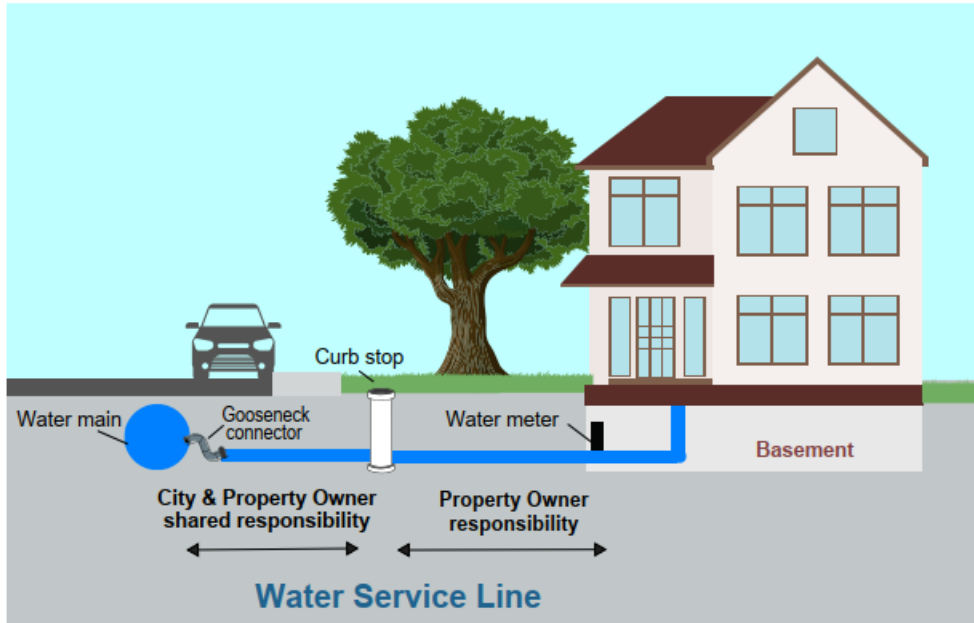 Curb stop
Water main
Gooseneck
connector
Water meter
Basement
City & Property Owner
shared responsibility
Property Owner
responsibility
Water Service Line